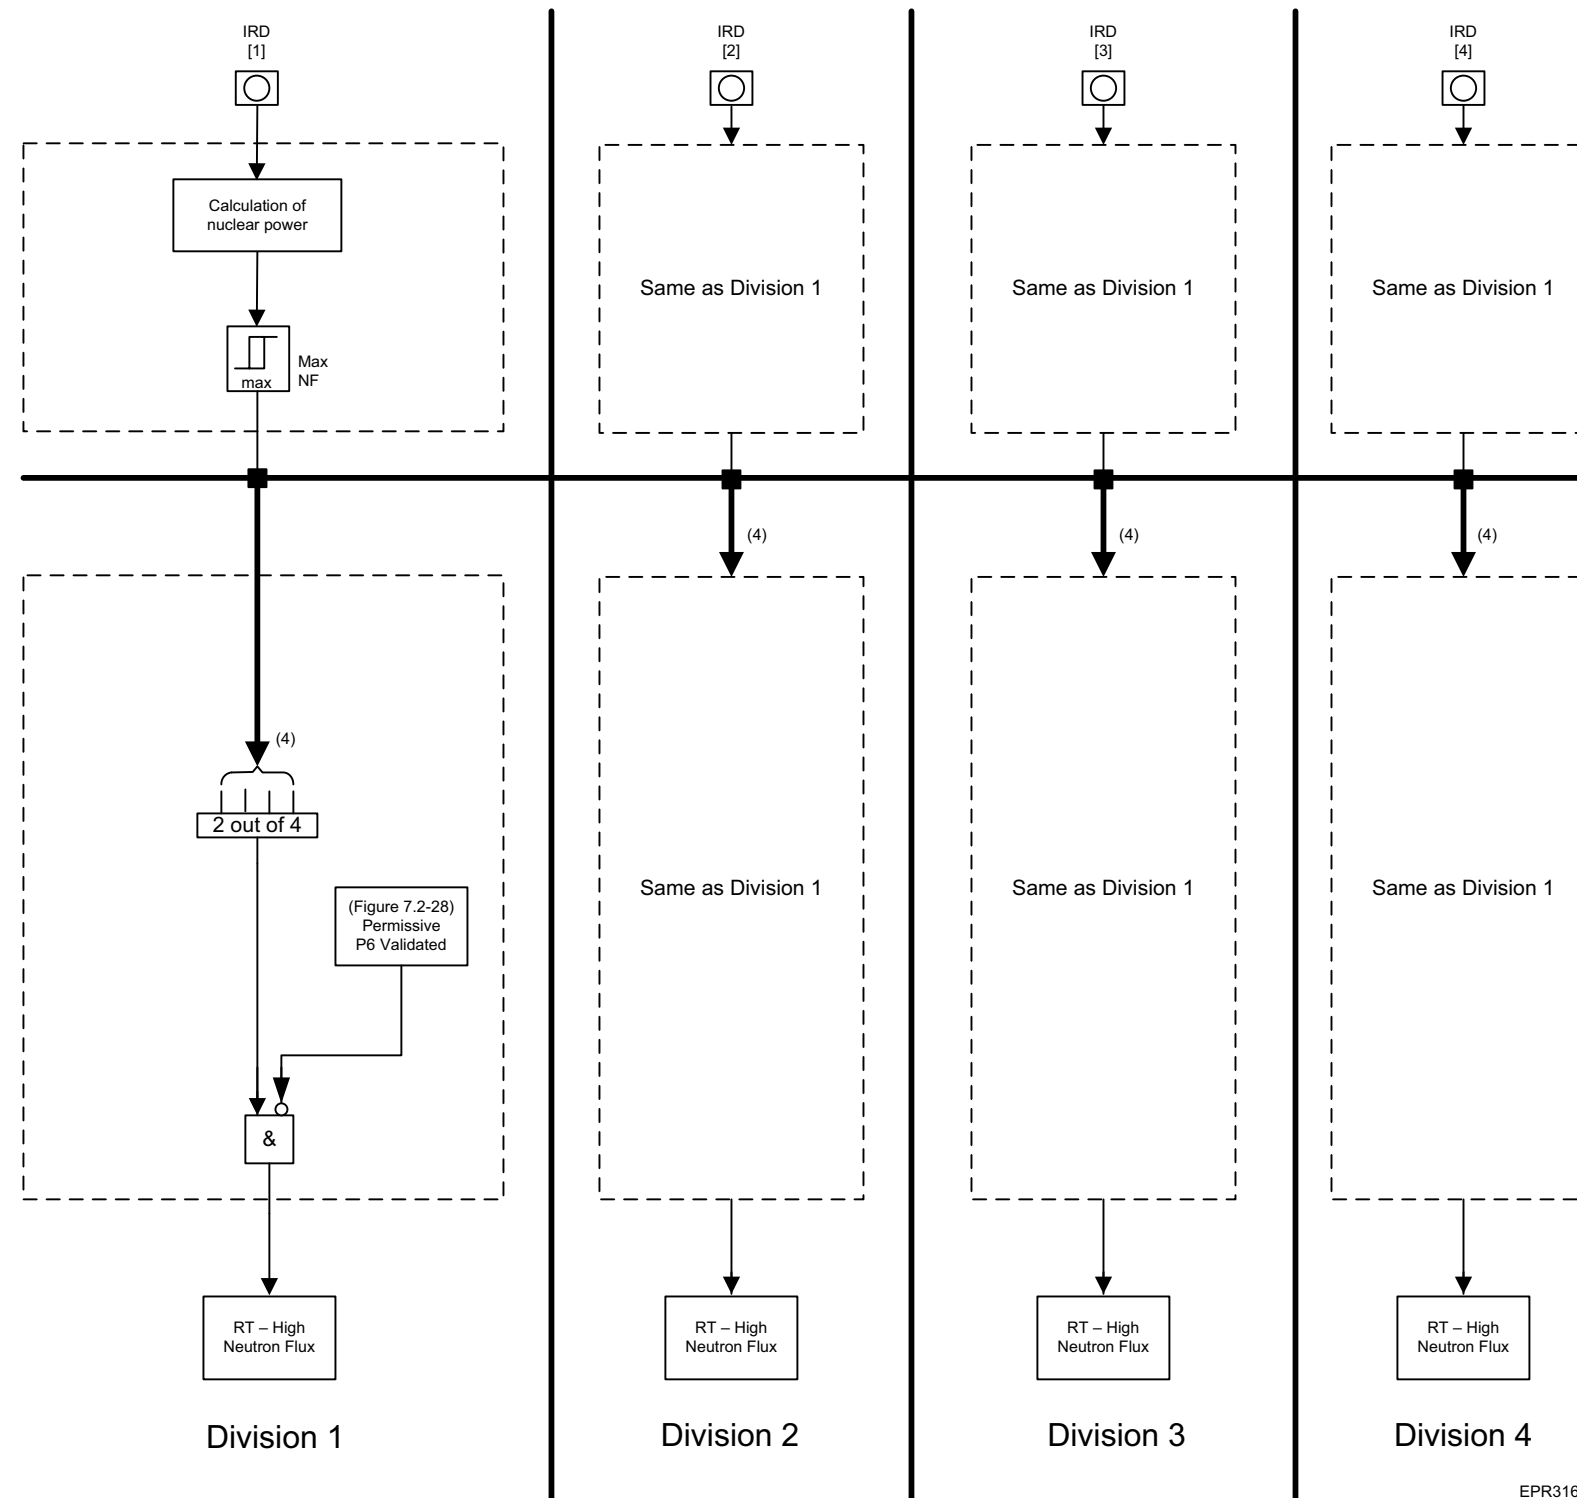 IRD
[1]
IRD
[2]
IRD
[3]
IRD
[4]
Calculation of
nuclear power
max
Max
NF
Same as Division 1
Same as Division 1
Same as Division 1
(4)
(4)
(4)
(4)
2 out of 4
(Figure 7.2-28)
Permissive
P6 Validated
&
Same as Division 1
Same as Division 1
Same as Division 1
RT – High
Neutron Flux
RT – High
Neutron Flux
RT – High
Neutron Flux
RT – High
Neutron Flux
Division 1
Division 2
Division 3
Division 4
EPR316